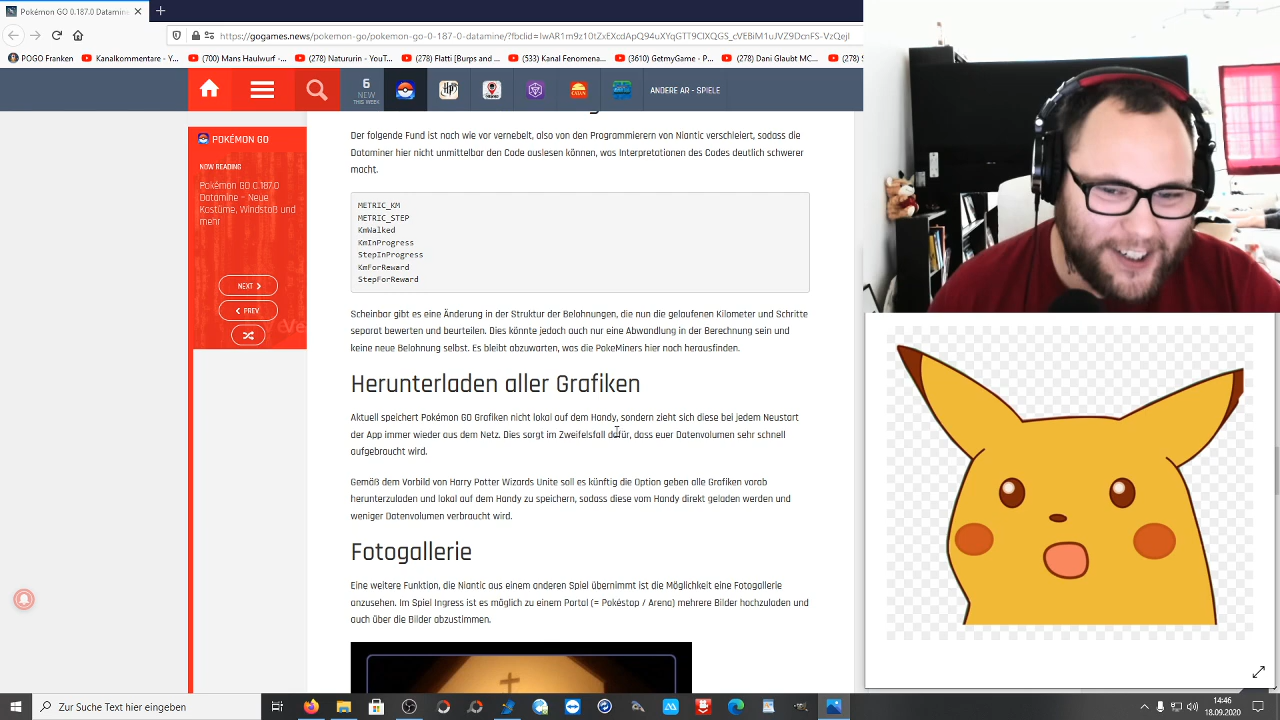 Pokémon GO 0.187.0 Datamine
https://gogames.news/pokemon-go/pokemon-go-0-187-0-datamine/
POGO Franken
Kanalkommentare - Y...
(700) Mans Haulwurf - ...
(278) Natururin - YouT...
(278) Flatti [Burps and ...
(533) Kanal Fenomena...
(3610) GetmyGame - P...
(278) Dani Glaubt MC...
(278)
6
NEW
THIS WEEK
CATAN
ANDERE AR - SPIELE
POKÉMON GO
NOW READING
Pokémon GO 0.187.0
Datamine – Neue
Kostüme, Windstoß und
mehr
NEXT
PREV
Der folgende Fund ist nach wie vor vernebelt, also von den Programmierern von Niantic verschleiert, sodass die
Dataminer hier nicht unmittelbar den Code auslesen können, was Interpretationen des Codes deutlich schwerer
macht.
METRIC_KM
METRIC_STEP
KmWalked
KmInProgress
StepInProgress
KmForReward
StepForReward
Scheinbar gibt es eine Änderung in der Struktur der Belohnungen, die nun die gelaufenen Kilometer und Schritte
separat bewerten und beurteilen. Dies könnte jedoch auch nur eine Abwandlung in der Berechnung sein und
keine neue Belohnung selbst. Es bleibt abzuwarten, was die PokeMiners hier noch herausfinden.
Herunterladen aller Grafiken
Aktuell speichert Pokémon GO Grafiken nicht lokal auf dem Handy, sondern zieht sich diese bei jedem Neustart
der App immer wieder aus dem Netz. Dies sorgt im Zweifelsfall dafür, dass euer Datenvolumen sehr schnell
aufgebraucht wird.
Gemäß dem Vorbild von Harry Potter Wizards Unite soll es künftig die Option geben alle Grafiken vorab
herunterzuladen und lokal auf dem Handy zu speichern, sodass diese vom Handy direkt geladen werden und
weniger Datenvolumen verbraucht wird.
Fotogallerie
Eine weitere Funktion, die Niantic aus einem anderen Spiel übernimmt ist die Möglichkeit eine Fotogallerie
anzusehen. Im Spiel Ingress ist es möglich zu einem Portal (= Pokéstop / Arena) mehrere Bilder hochzuladen und
auch über die Bilder abzustimmen.
Zur Suche Text hier eingeben
14:46
18.09.2020